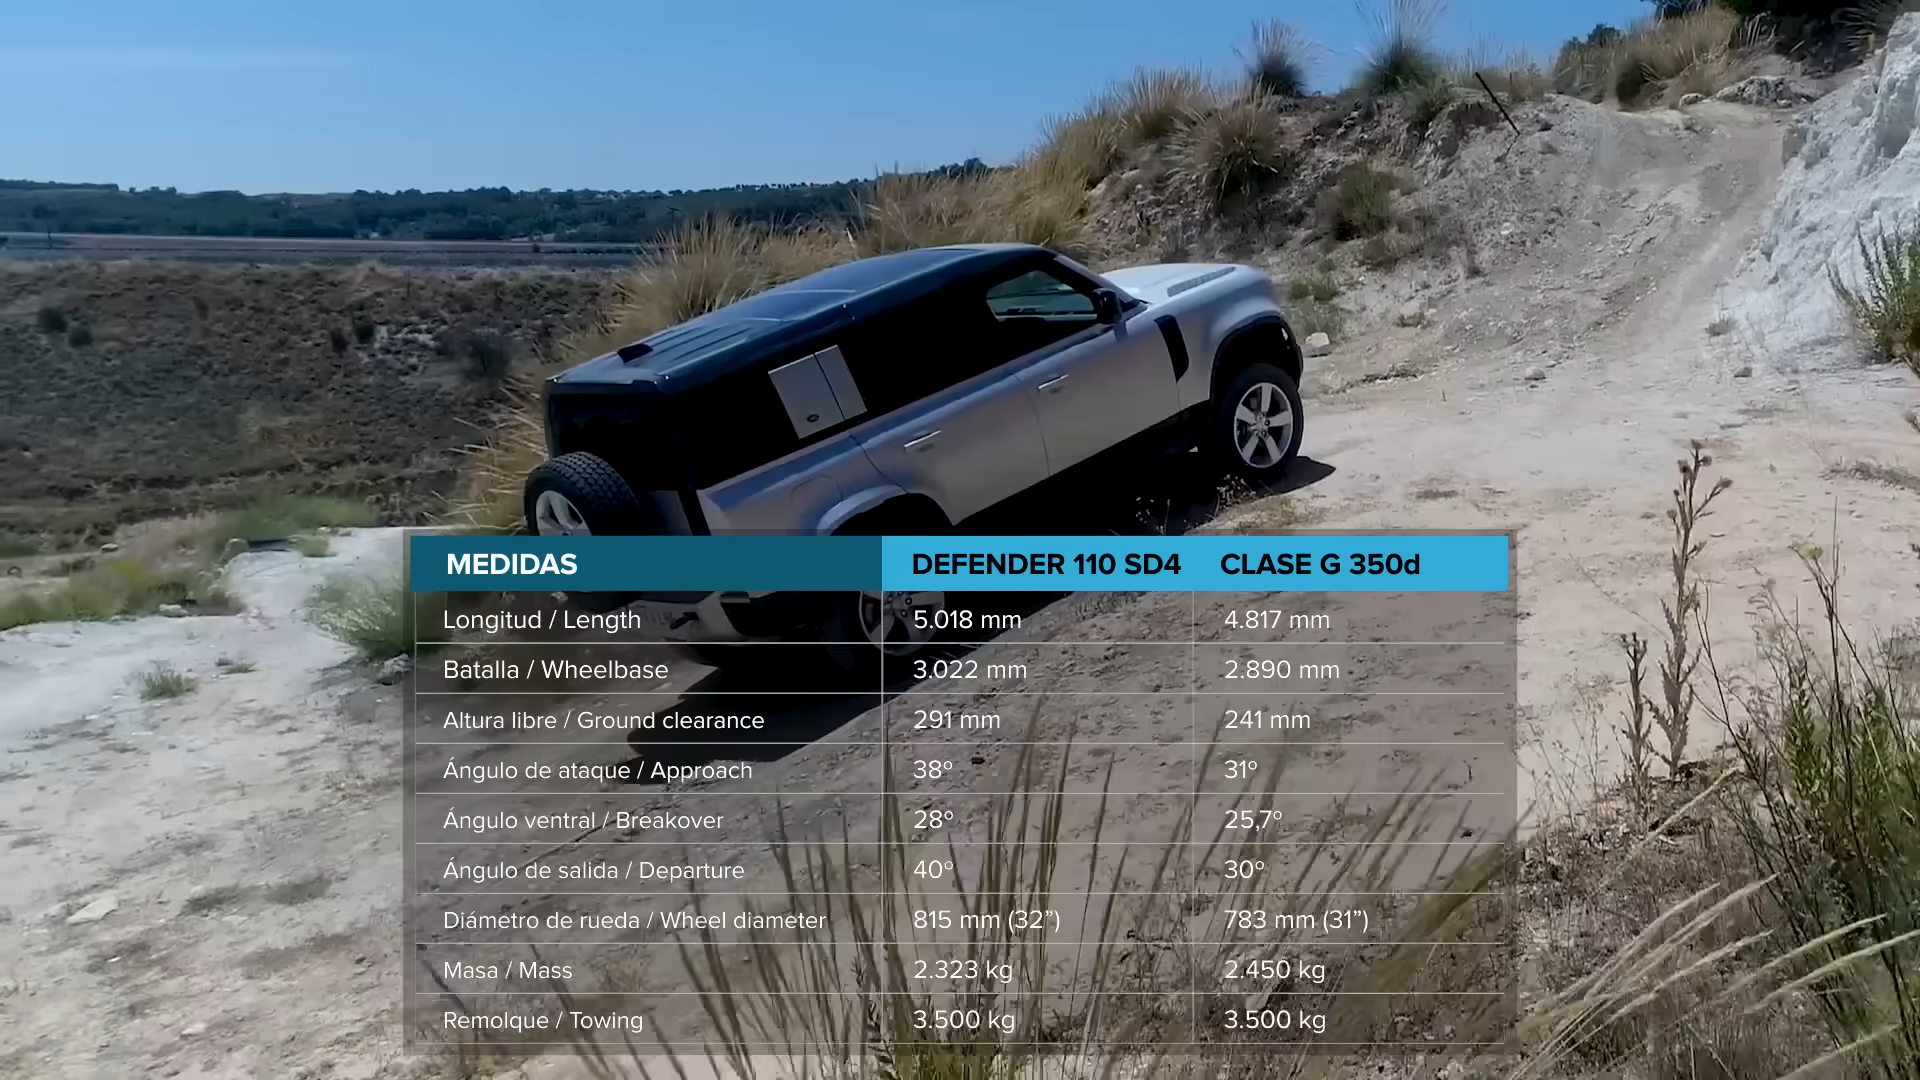 MEDIDAS DEFENDER 110 SD4 CLASE G 350d
Longitud / Length 5.018 mm 4.817 mm
Batalla / Wheelbase 3.022 mm 2.890 mm
Altura libre / Ground clearance 291 mm 241 mm
Ángulo de ataque / Approach 38º 31º
Ángulo ventral / Breakover 28º 25,7º
Ángulo de salida / Departure 40º 30º
Diámetro de rueda / Wheel diameter 815 mm (32”) 783 mm (31”)
Masa / Mass 2.323 kg 2.450 kg
Remolque / Towing 3.500 kg 3.500 kg